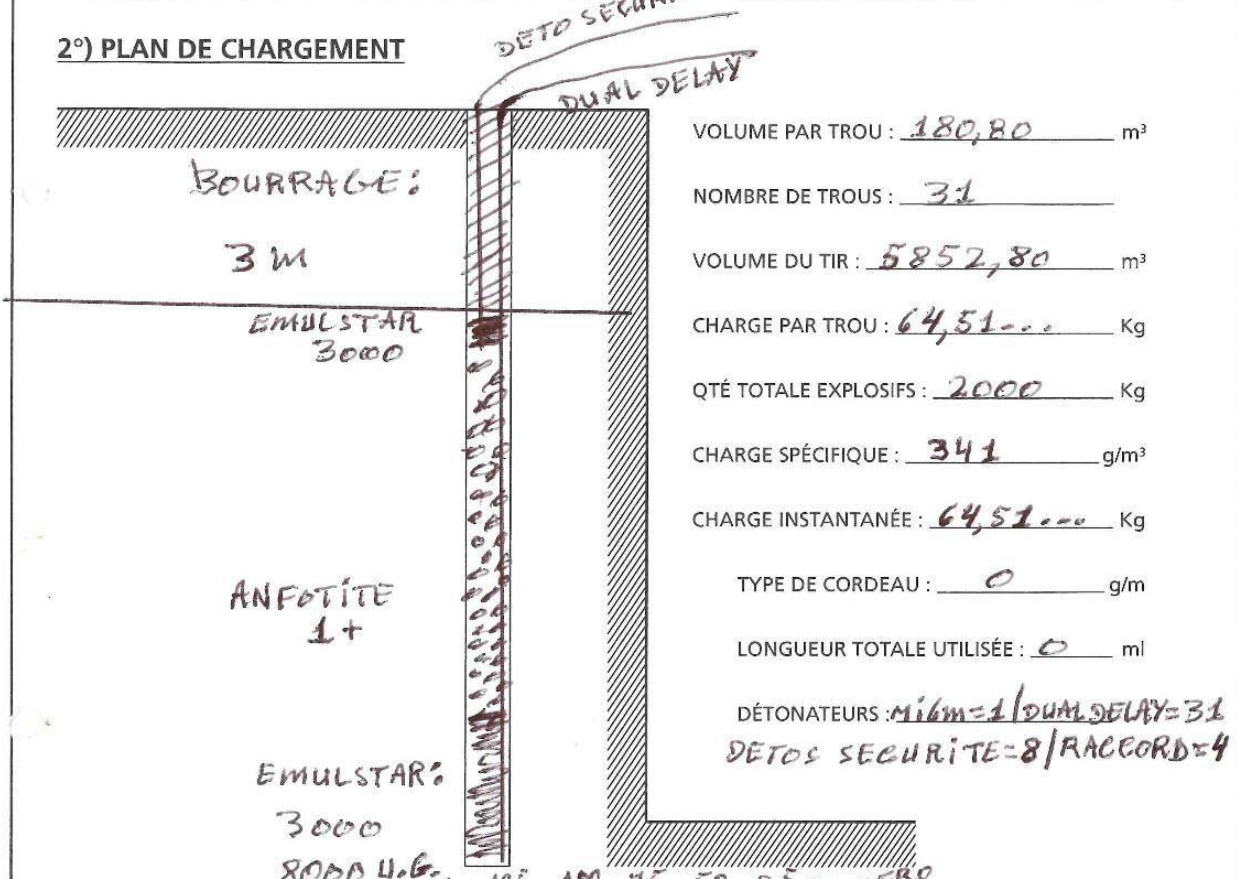 2°) PLAN DE CHARGEMENT
DETO
DUAL DELAY
BOURRAGE:
3 m
EMULSTAR
3000
ANFOTITE
1+
EMULSTAR:
3000
8000 U.G.
VOLUME PAR TROU : 180,80 m³
NOMBRE DE TROUS : 31
VOLUME DU TIR : 5852,80 m³
CHARGE PAR TROU : 64,51... Kg
QTÉ TOTALE EXPLOSIFS : 2000 Kg
CHARGE SPÉCIFIQUE : 341 g/m³
CHARGE INSTANTANÉE : 64,51... Kg
TYPE DE CORDEAU : 0 g/m
LONGUEUR TOTALE UTILISÉE : 0 ml
DÉTONATEURS : =1/DUAL DELAY=31
DETOS SECURITE=8/RACCORD=4